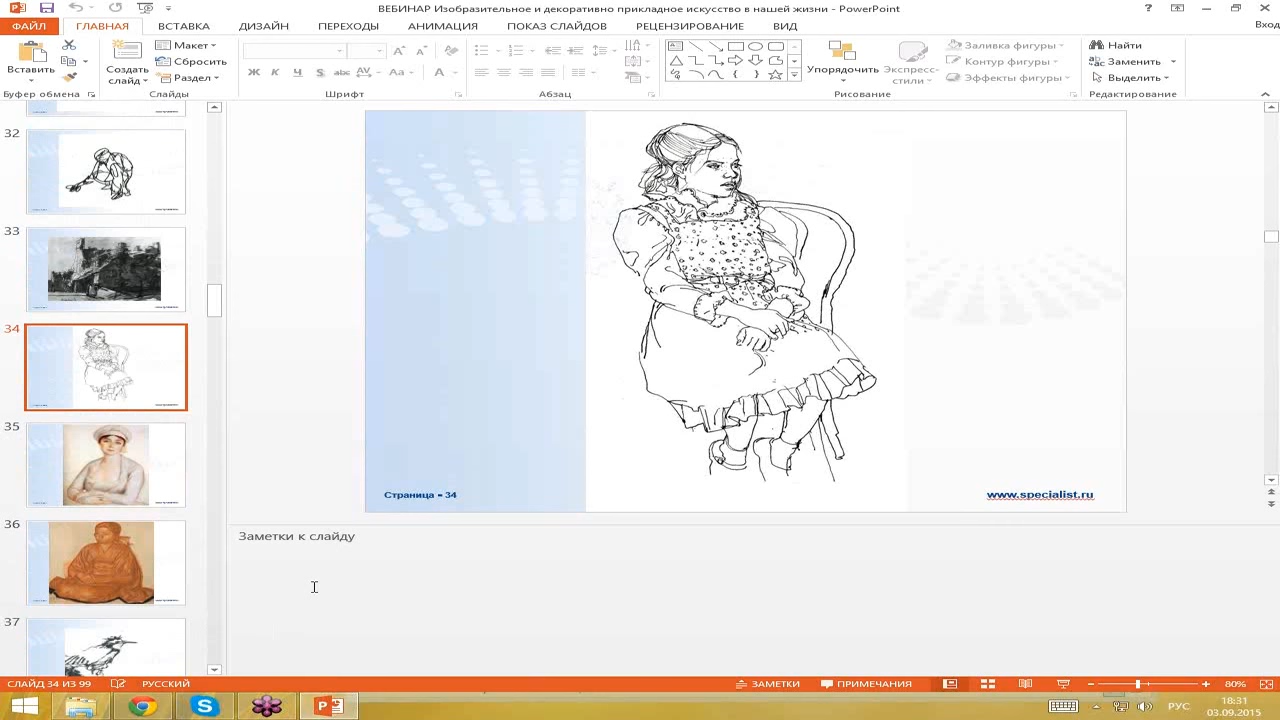 ВЕБИНАР Изобразительное и декоративно прикладное искусство в нашей жизни - PowerPoint
ФАЙЛ ГЛАВНАЯ ВСТАВКА ДИЗАЙН ПЕРЕХОДЫ ПОКАЗ СЛАЙДОВ ВИД
Вход
Вставить
Создать слайд
Макет
Сбросить
Раздел
Ж К Ч S abc AV Aa А
Упорядочить
Экспресс-стили
Заливка фигуры
Контур фигуры
Эффекты фигуры
Найти
Заменить
Выделить
Буфер обмена Слайды Шрифт Абзац Рисование Редактирование
32
33
34
35
36
37
Страница - 34
www.specialist.ru
Заметки к слайду
СЛАЙД 34 ИЗ 99 РУССКИЙ ЗАМЕТКИ ПРИМЕЧАНИЯ 80%
РУС
18:31
03.09.2015